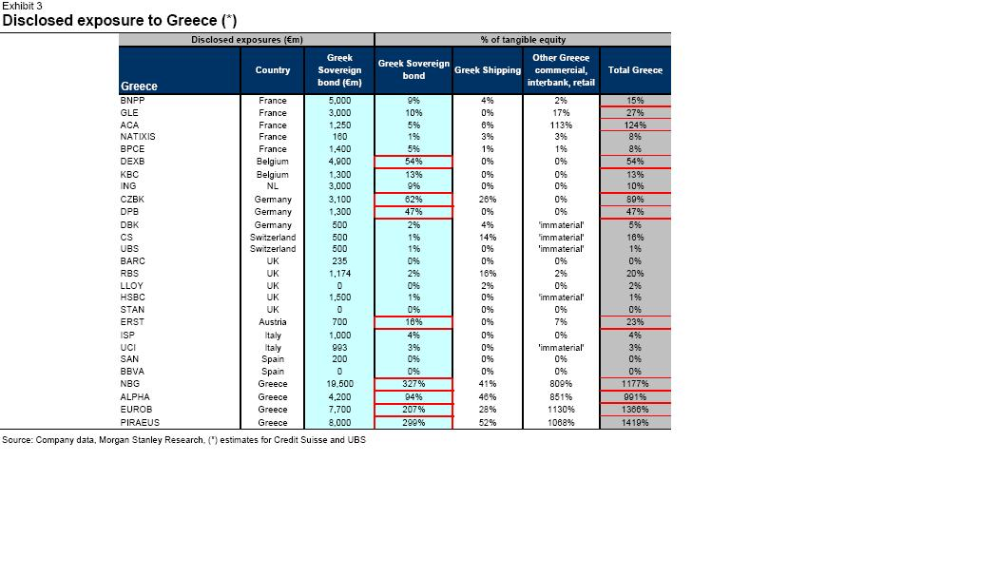 Exhibit 3
Disclosed exposure to Greece (*)
Disclosed exposures (€m) % of tangible equity
Greece Country Greek Sovereign bond (€m) Greek Sovereign bond Greek Shipping Other Greece commercial, interbank, retail Total Greece
BNPP France 5,000 9% 4% 2% 15%
GLE France 3,000 10% 0% 17% 27%
ACA France 1,250 5% 6% 113% 124%
NATIXIS France 160 1% 3% 3% 8%
BPCE France 1,400 5% 1% 1% 8%
DEXB Belgium 4,900 54% 0% 0% 54%
KBC Belgium 1,300 13% 0% 0% 13%
ING NL 3,000 9% 0% 0% 10%
CZBK Germany 3,100 62% 26% 0% 89%
DPB Germany 1,300 47% 0% 0% 47%
DBK Germany 500 2% 4% 'immaterial' 5%
CS Switzerland 500 1% 14% 'immaterial' 16%
UBS Switzerland 500 1% 0% 'immaterial' 1%
BARC UK 235 0% 0% 0% 0%
RBS UK 1,174 2% 16% 2% 20%
LLOY UK 0 0% 2% 0% 2%
HSBC UK 1,500 1% 0% 'immaterial' 1%
STAN UK 0 0% 0% 0% 0%
ERST Austria 700 16% 0% 7% 23%
ISP Italy 1,000 4% 0% 0% 4%
UCI Italy 993 3% 0% 'immaterial' 3%
SAN Spain 200 0% 0% 0% 0%
BBVA Spain 0 0% 0% 0% 0%
NBG Greece 19,500 327% 41% 809% 1177%
ALPHA Greece 4,200 94% 46% 851% 991%
EUROB Greece 7,700 207% 28% 1130% 1366%
PIRAEUS Greece 8,000 299% 52% 1068% 1419%
Source: Company data, Morgan Stanley Research, (*) estimates for Credit Suisse and UBS